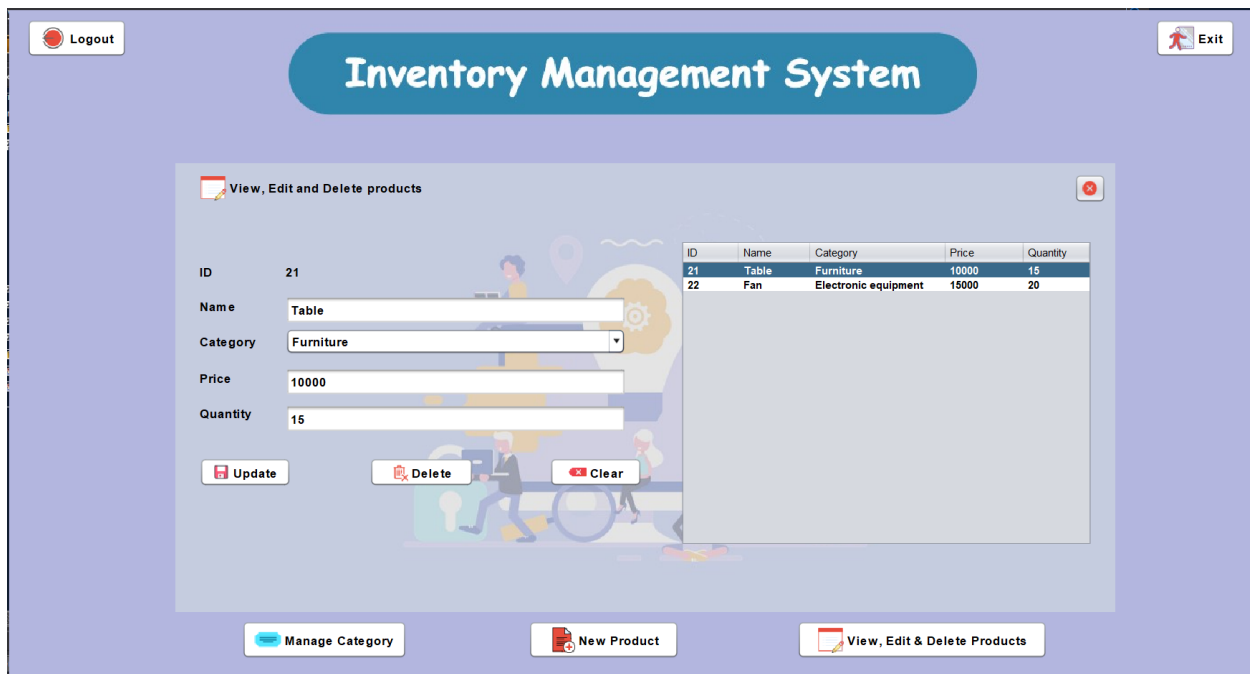 Logout
Exit
Inventory Management System
View, Edit and Delete products
ID 21
Name Table
Category Furniture
Price 10000
Quantity 15
Update Delete Clear
ID Name Category Price Quantity
21 Table Furniture 10000 15
22 Fan Electronic equipment 15000 20
Manage Category New Product View, Edit & Delete Products